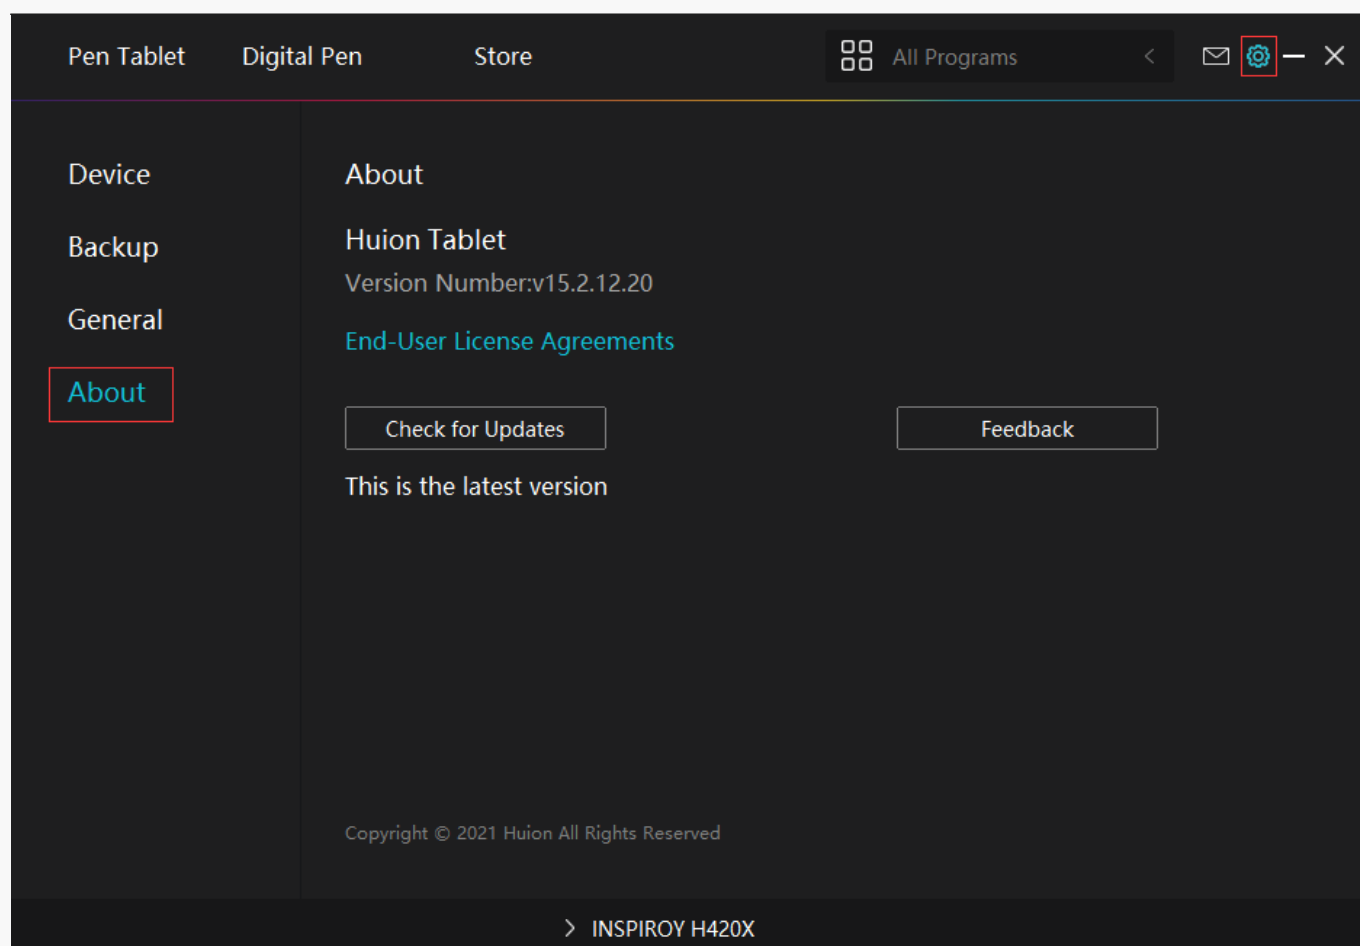 Pen Tablet Digital Pen Store All Programs
Device
Backup
General
About
About
Huion Tablet
Version Number:v15.2.12.20
End-User License Agreements
Check for Updates Feedback
This is the latest version
Copyright © 2021 Huion All Rights Reserved
INSPIROY H420X